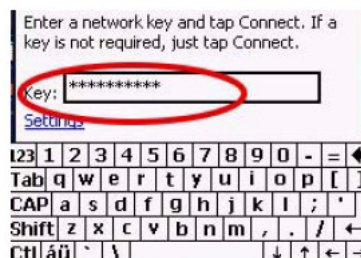 Enter a network key and tap Connect. If a
key is not required, just tap Connect.
Key: **********
Settings
123 1 2 3 4 5 6 7 8 9 0 - =
Tab q w e r t y u i o p [ ]
CAP a s d f g h j k l ; '
Shift z x c v b n m , . / ←
Ctl áü ` \ ↓ ↑ ← →